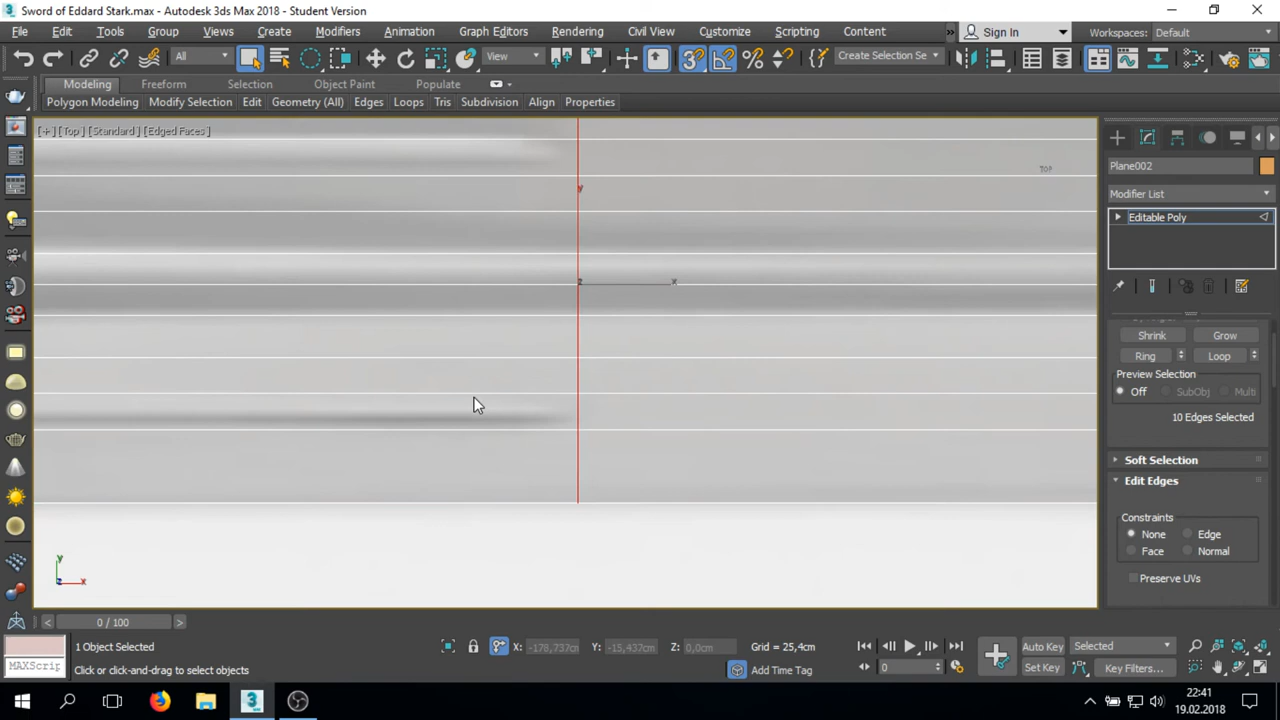 Sword of Eddard Stark.max - Autodesk 3ds Max 2018 - Student Version
File Edit Tools Group Views Create Modifiers Animation Graph Editors Rendering Civil View Customize Scripting Content Sign In Workspaces: Default
All View Create Selection Se
Modeling Freeform Selection Object Paint Populate
Polygon Modeling Modify Selection Edit Geometry (All) Edges Loops Tris Subdivision Align Properties
[+] [Top] [Standard] [Edged Faces]
TOP
Plane002
Modifier List
y
Editable Poly
z x
Shrink Grow
Ring Loop
Preview Selection
Off SubObj Multi
10 Edges Selected
Soft Selection
Edit Edges
Constraints
None Edge
Face Normal
Preserve UVs
y
z x
< 0 / 100 >
1 Object Selected
X: -178,737cm Y: -15,437cm Z: 0,0cm Grid = 25,4cm
Auto Key Selected
MAXScrip
Click or click-and-drag to select objects
Add Time Tag
0
Set Key Key Filters...
22:41
19.02.2018